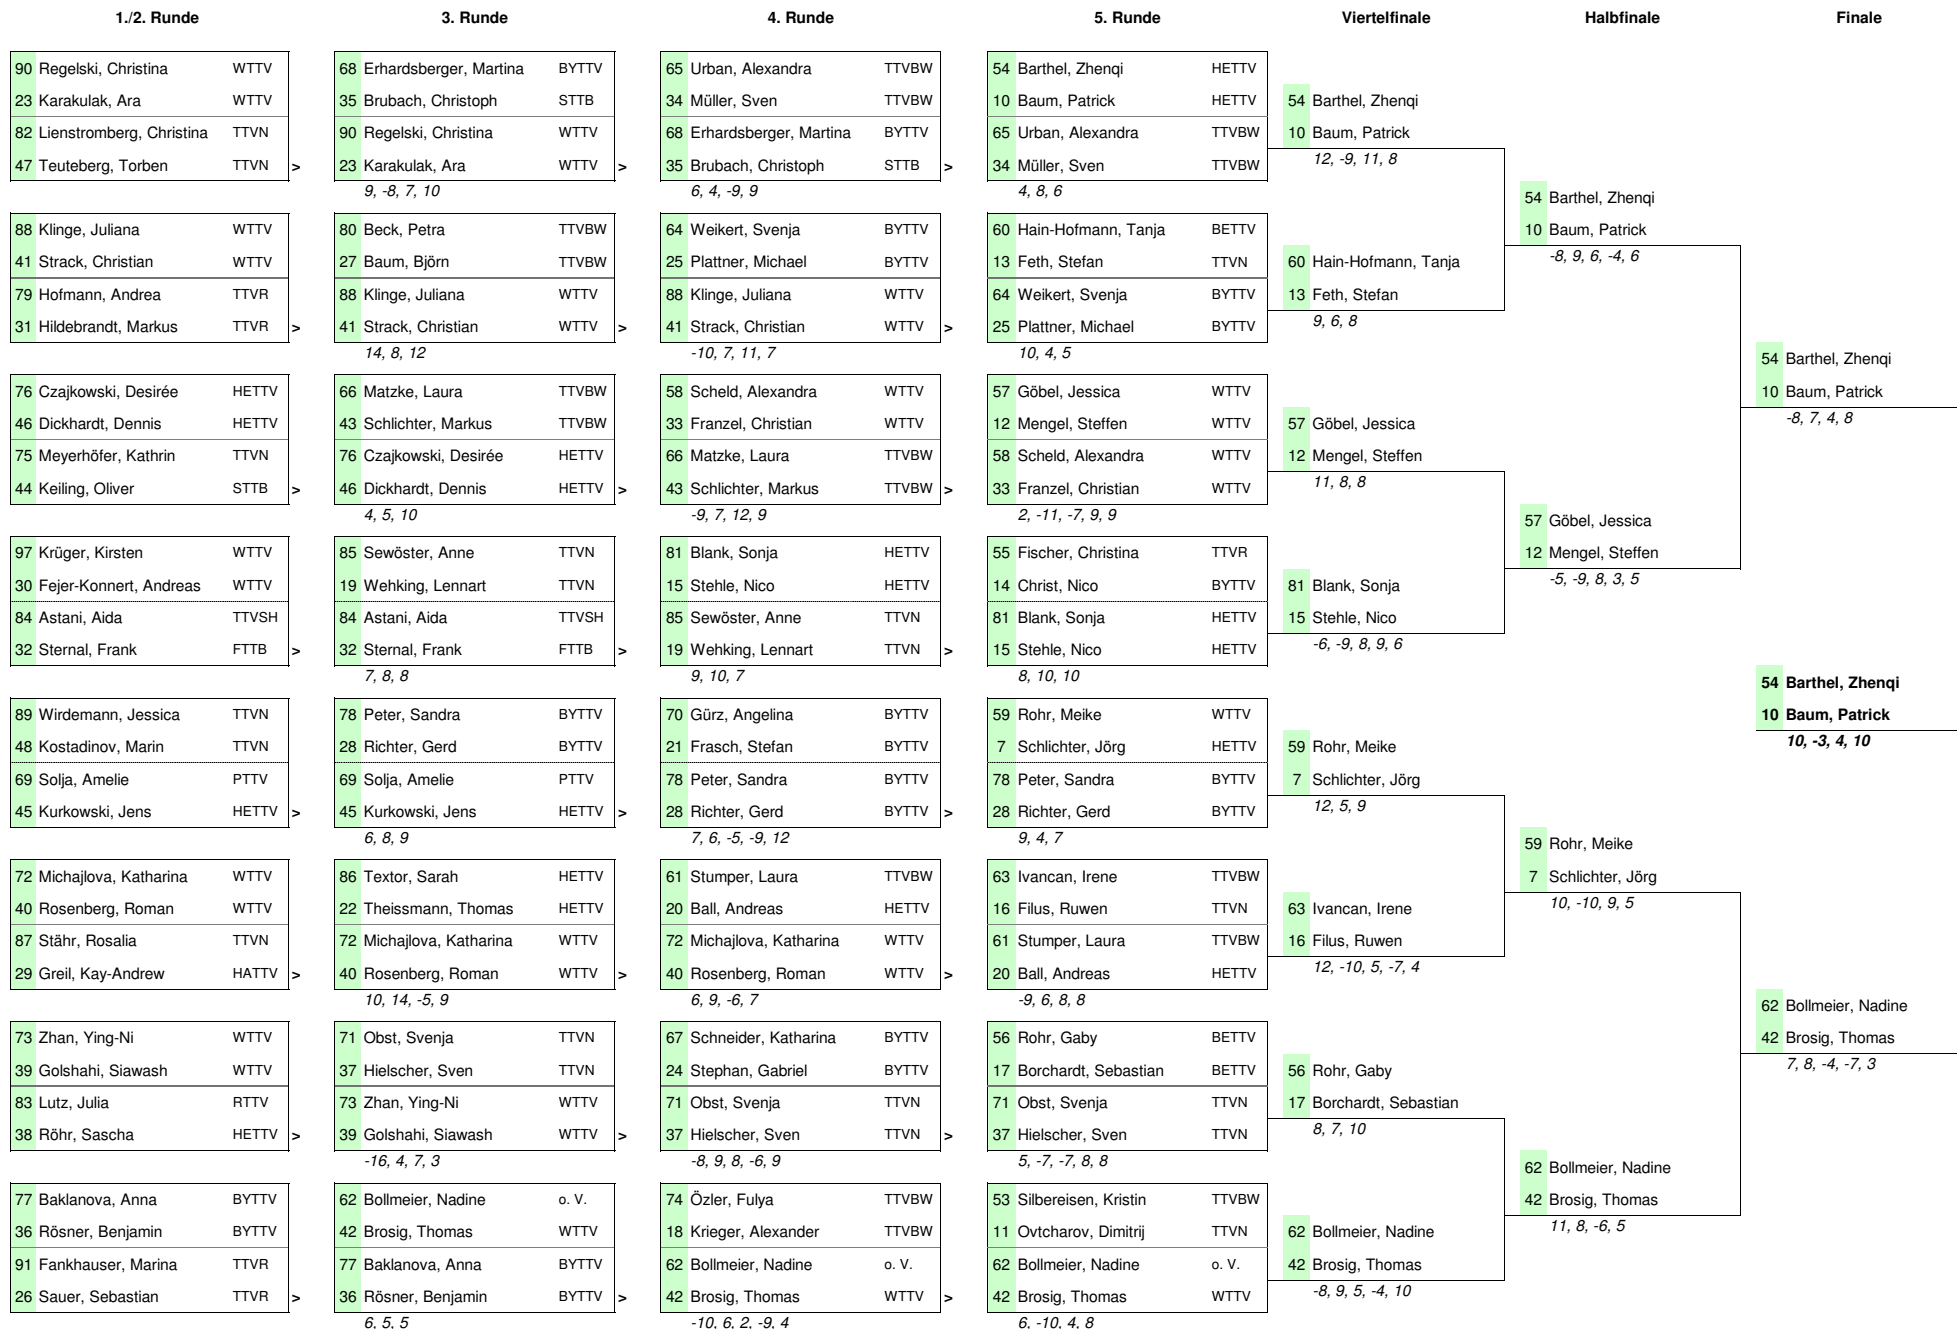 1./2. Runde
3. Runde
4. Runde
5. Runde
Viertelfinale
Halbfinale
Finale
90 Regelski, Christina WTTV
23 Karakulak, Ara WTTV
82 Lienstromberg, Christina TTVN
47 Teuteberg, Torben TTVN >
88 Klinge, Juliana WTTV
41 Strack, Christian WTTV
79 Hofmann, Andrea TTVR
31 Hildebrandt, Markus TTVR >
76 Czajkowski, Desirée HETTV
46 Dickhardt, Dennis HETTV
75 Meyerhöfer, Kathrin TTVN
44 Keiling, Oliver STTB >
97 Krüger, Kirsten WTTV
30 Fejer-Konnert, Andreas WTTV
84 Astani, Aida TTVSH
32 Sternal, Frank FTTB >
89 Wirdemann, Jessica TTVN
48 Kostadinov, Marin TTVN
69 Solja, Amelie PTTV
45 Kurkowski, Jens HETTV >
72 Michajlova, Katharina WTTV
40 Rosenberg, Roman WTTV
87 Stähr, Rosalia TTVN
29 Greil, Kay-Andrew HATTV >
73 Zhan, Ying-Ni WTTV
39 Golshahi, Siawash WTTV
83 Lutz, Julia RTTV
38 Röhr, Sascha HETTV >
77 Baklanova, Anna BYTTV
36 Rösner, Benjamin BYTTV
91 Fankhauser, Marina TTVR
26 Sauer, Sebastian TTVR >
68 Erhardsberger, Martina BYTTV
35 Brubach, Christoph STTB
90 Regelski, Christina WTTV
23 Karakulak, Ara WTTV >
9, -8, 7, 10
80 Beck, Petra TTVBW
27 Baum, Björn TTVBW
88 Klinge, Juliana WTTV
41 Strack, Christian WTTV >
14, 8, 12
66 Matzke, Laura TTVBW
43 Schlichter, Markus TTVBW
76 Czajkowski, Desirée HETTV
46 Dickhardt, Dennis HETTV >
4, 5, 10
85 Sewöster, Anne TTVN
19 Wehking, Lennart TTVN
84 Astani, Aida TTVSH
32 Sternal, Frank FTTB >
7, 8, 8
78 Peter, Sandra BYTTV
28 Richter, Gerd BYTTV
69 Solja, Amelie PTTV
45 Kurkowski, Jens HETTV >
6, 8, 9
86 Textor, Sarah HETTV
22 Theissmann, Thomas HETTV
72 Michajlova, Katharina WTTV
40 Rosenberg, Roman WTTV >
10, 14, -5, 9
71 Obst, Svenja TTVN
37 Hielscher, Sven TTVN
73 Zhan, Ying-Ni WTTV
39 Golshahi, Siawash WTTV >
-16, 4, 7, 3
62 Bollmeier, Nadine o. V.
42 Brosig, Thomas WTTV
77 Baklanova, Anna BYTTV
36 Rösner, Benjamin BYTTV >
6, 5, 5
65 Urban, Alexandra TTVBW
34 Müller, Sven TTVBW
68 Erhardsberger, Martina BYTTV
35 Brubach, Christoph STTB >
6, 4, -9, 9
64 Weikert, Svenja BYTTV
25 Plattner, Michael BYTTV
88 Klinge, Juliana WTTV
41 Strack, Christian WTTV >
-10, 7, 11, 7
58 Scheld, Alexandra WTTV
33 Franzel, Christian WTTV
66 Matzke, Laura TTVBW
43 Schlichter, Markus TTVBW >
-9, 7, 12, 9
81 Blank, Sonja HETTV
15 Stehle, Nico HETTV
85 Sewöster, Anne TTVN
19 Wehking, Lennart TTVN >
9, 10, 7
70 Gürz, Angelina BYTTV
21 Frasch, Stefan BYTTV
78 Peter, Sandra BYTTV
28 Richter, Gerd BYTTV >
7, 6, -5, -9, 12
61 Stumper, Laura TTVBW
20 Ball, Andreas HETTV
72 Michajlova, Katharina WTTV
40 Rosenberg, Roman WTTV >
6, 9, -6, 7
67 Schneider, Katharina BYTTV
24 Stephan, Gabriel BYTTV
71 Obst, Svenja TTVN
37 Hielscher, Sven TTVN >
-8, 9, 8, -6, 9
74 Özler, Fulya TTVBW
18 Krieger, Alexander TTVBW
62 Bollmeier, Nadine o. V.
42 Brosig, Thomas WTTV >
-10, 6, 2, -9, 4
54 Barthel, Zhenqi HETTV
10 Baum, Patrick HETTV
65 Urban, Alexandra TTVBW
34 Müller, Sven TTVBW
4, 8, 6
60 Hain-Hofmann, Tanja BETTV
13 Feth, Stefan TTVN
64 Weikert, Svenja BYTTV
25 Plattner, Michael BYTTV
10, 4, 5
57 Göbel, Jessica WTTV
12 Mengel, Steffen WTTV
58 Scheld, Alexandra WTTV
33 Franzel, Christian WTTV
2, -11, -7, 9, 9
55 Fischer, Christina TTVR
14 Christ, Nico BYTTV
81 Blank, Sonja HETTV
15 Stehle, Nico HETTV
8, 10, 10
59 Rohr, Meike WTTV
7 Schlichter, Jörg HETTV
78 Peter, Sandra BYTTV
28 Richter, Gerd BYTTV
9, 4, 7
63 Ivancan, Irene TTVBW
16 Filus, Ruwen TTVN
61 Stumper, Laura TTVBW
20 Ball, Andreas HETTV
-9, 6, 8, 8
56 Rohr, Gaby BETTV
17 Borchardt, Sebastian BETTV
71 Obst, Svenja TTVN
37 Hielscher, Sven TTVN
5, -7, -7, 8, 8
53 Silbereisen, Kristin TTVBW
11 Ovtcharov, Dimitrij TTVN
62 Bollmeier, Nadine o. V.
42 Brosig, Thomas WTTV
6, -10, 4, 8
54 Barthel, Zhenqi
10 Baum, Patrick
12, -9, 11, 8
60 Hain-Hofmann, Tanja
13 Feth, Stefan
9, 6, 8
57 Göbel, Jessica
12 Mengel, Steffen
11, 8, 8
81 Blank, Sonja
15 Stehle, Nico
-6, -9, 8, 9, 6
59 Rohr, Meike
7 Schlichter, Jörg
12, 5, 9
63 Ivancan, Irene
16 Filus, Ruwen
12, -10, 5, -7, 4
56 Rohr, Gaby
17 Borchardt, Sebastian
8, 7, 10
62 Bollmeier, Nadine
42 Brosig, Thomas
-8, 9, 5, -4, 10
54 Barthel, Zhenqi
10 Baum, Patrick
-8, 9, 6, -4, 6
57 Göbel, Jessica
12 Mengel, Steffen
-5, -9, 8, 3, 5
59 Rohr, Meike
7 Schlichter, Jörg
10, -10, 9, 5
62 Bollmeier, Nadine
42 Brosig, Thomas
11, 8, -6, 5
54 Barthel, Zhenqi
10 Baum, Patrick
-8, 7, 4, 8
54 Barthel, Zhenqi
10 Baum, Patrick
10, -3, 4, 10
62 Bollmeier, Nadine
42 Brosig, Thomas
7, 8, -4, -7, 3